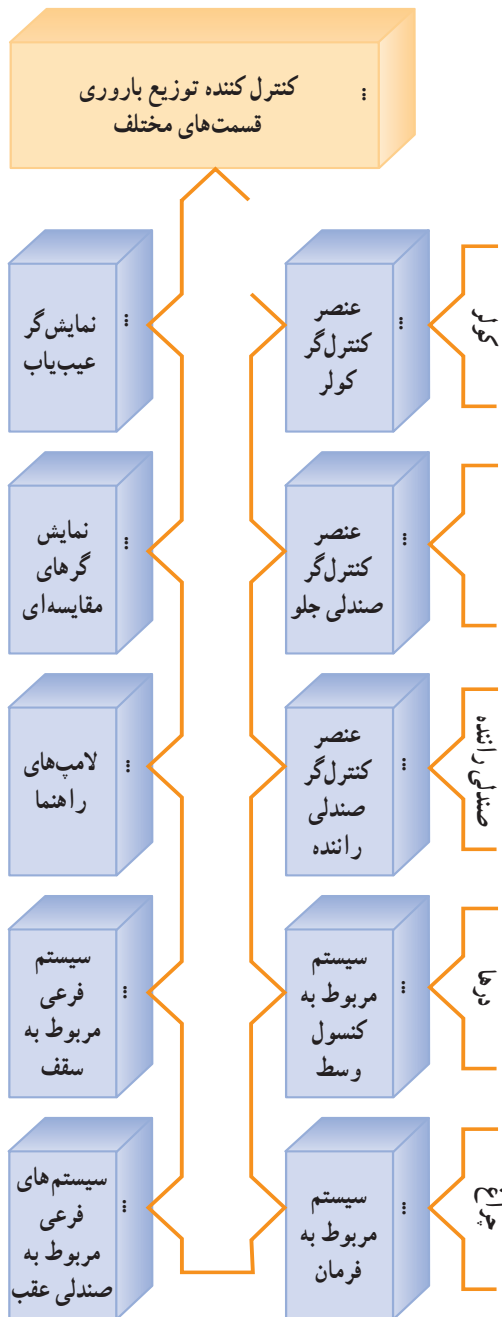 کنترل کننده توزیع باروری
قسمت‌های مختلف
کولر
عنصر
کنترل‌گر
کولر
نمایش‌گر
عیب‌یاب
عنصر
کنترل‌گر
صندلی جلو
نمایش
گرهای
مقایسه‌ای
صندلی راننده
عنصر
کنترل‌گر
صندلی
راننده
لامپ‌های
راهنما
درها
سیستم
مربوط به
کنسول
وسط
سیستم
فرعی
مربوط به
سقف
چراغ
سیستم
مربوط به
فرمان
سیستم‌های
فرعی
مربوط به
صندلی عقب